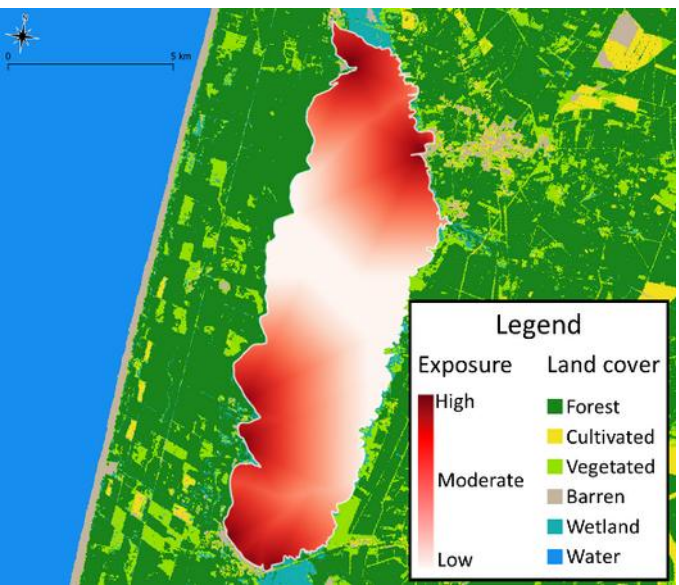 0 5 km
Legend
Exposure Land cover
High
Moderate
Low
Forest
Cultivated
Vegetated
Barren
Wetland
Water